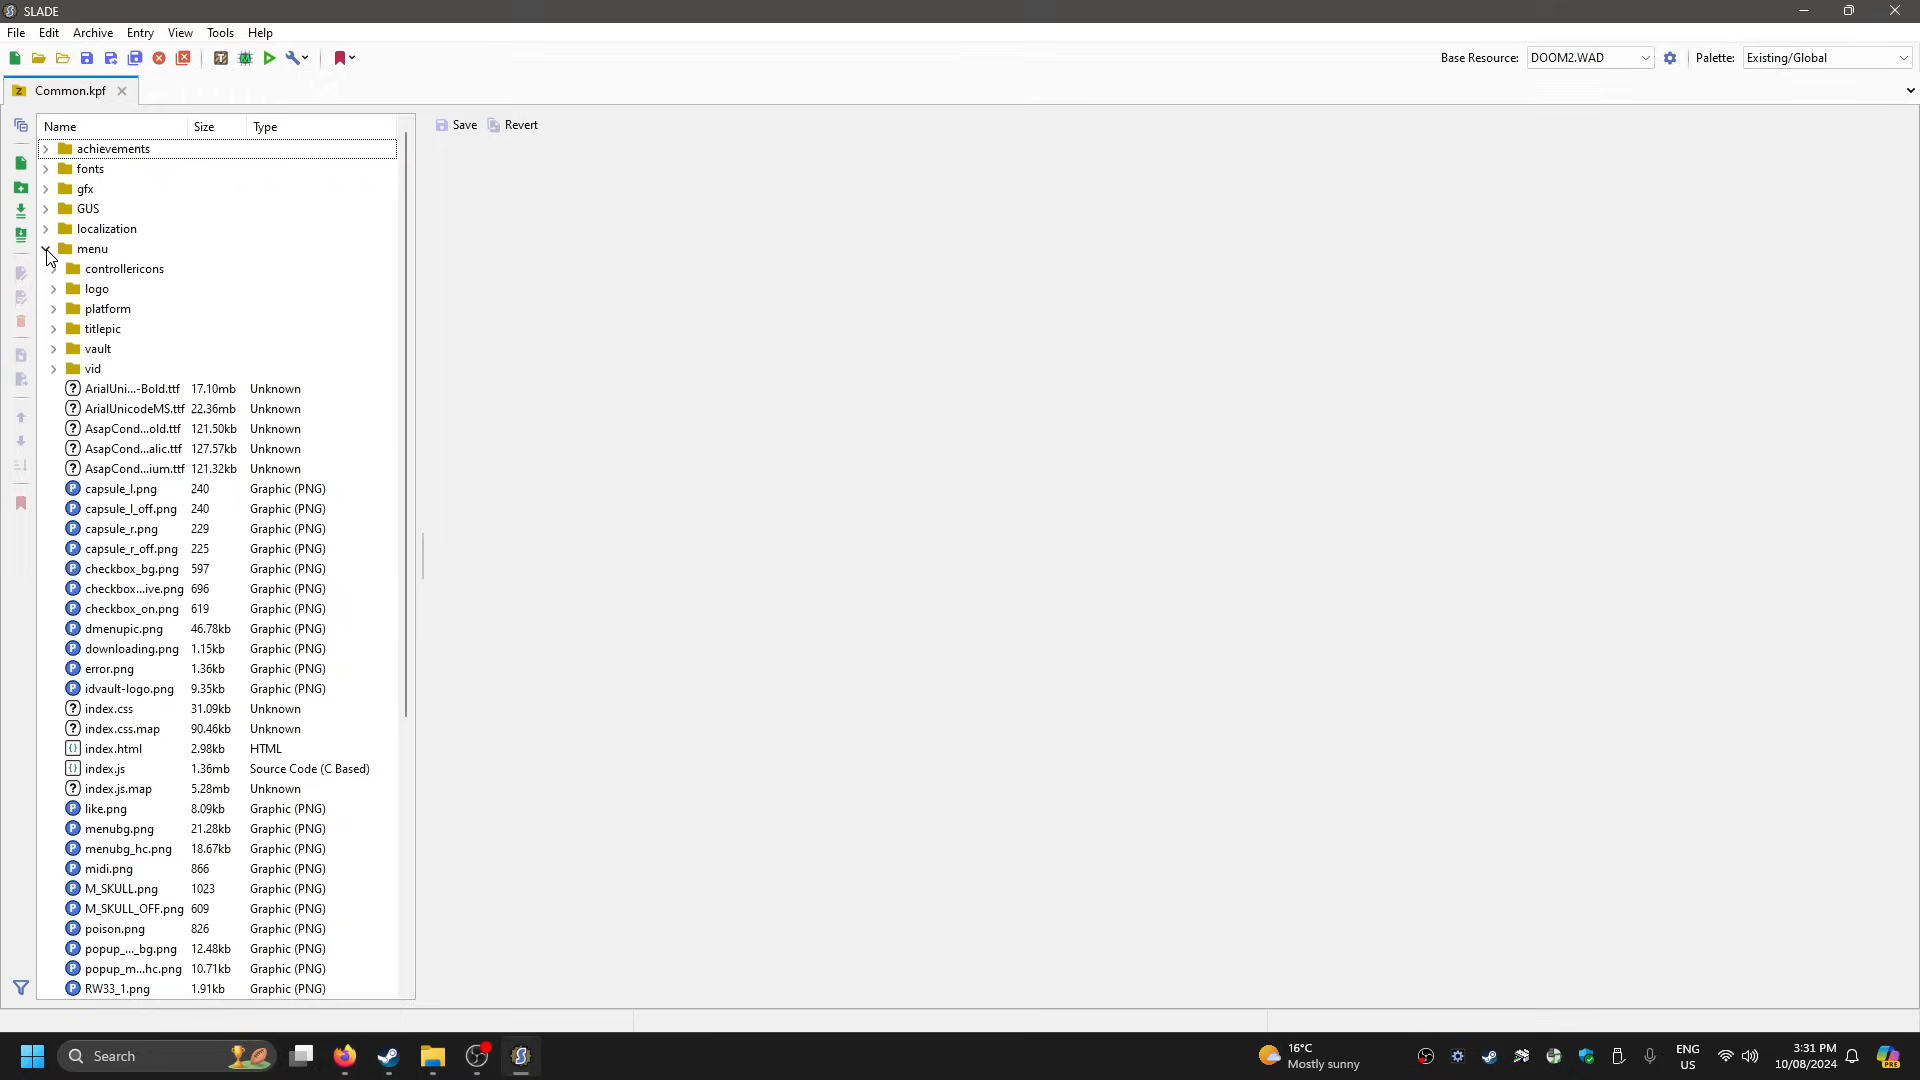 SLADE
File Edit Archive Entry View Tools Help
Base Resource: DOOM2.WAD Palette: Existing/Global
Common.kpf
Name Size Type
Save Revert
achievements
fonts
gfx
GUS
localization
menu
controllericons
logo
platform
titlepic
vault
vid
ArialUni...-Bold.ttf 17.10mb Unknown
ArialUnicodeMS.ttf 22.36mb Unknown
AsapCond...old.ttf 121.50kb Unknown
AsapCond...alic.ttf 127.57kb Unknown
AsapCond...ium.ttf 121.32kb Unknown
capsule_l.png 240 Graphic (PNG)
capsule_l_off.png 240 Graphic (PNG)
capsule_r.png 229 Graphic (PNG)
capsule_r_off.png 225 Graphic (PNG)
checkbox_bg.png 597 Graphic (PNG)
checkbox...ive.png 696 Graphic (PNG)
checkbox_on.png 619 Graphic (PNG)
dmenupic.png 46.78kb Graphic (PNG)
downloading.png 1.15kb Graphic (PNG)
error.png 1.36kb Graphic (PNG)
idvault-logo.png 9.35kb Graphic (PNG)
index.css 31.09kb Unknown
index.css.map 90.46kb Unknown
index.html 2.98kb HTML
index.js 1.36mb Source Code (C Based)
index.js.map 5.28mb Unknown
like.png 8.09kb Graphic (PNG)
menubg.png 21.28kb Graphic (PNG)
menubg_hc.png 18.67kb Graphic (PNG)
midi.png 866 Graphic (PNG)
M_SKULL.png 1023 Graphic (PNG)
M_SKULL_OFF.png 609 Graphic (PNG)
poison.png 826 Graphic (PNG)
popup_..._bg.png 12.48kb Graphic (PNG)
popup_m...hc.png 10.71kb Graphic (PNG)
RW33_1.png 1.91kb Graphic (PNG)
Search
16°C
Mostly sunny
ENG
US
3:31 PM
10/08/2024